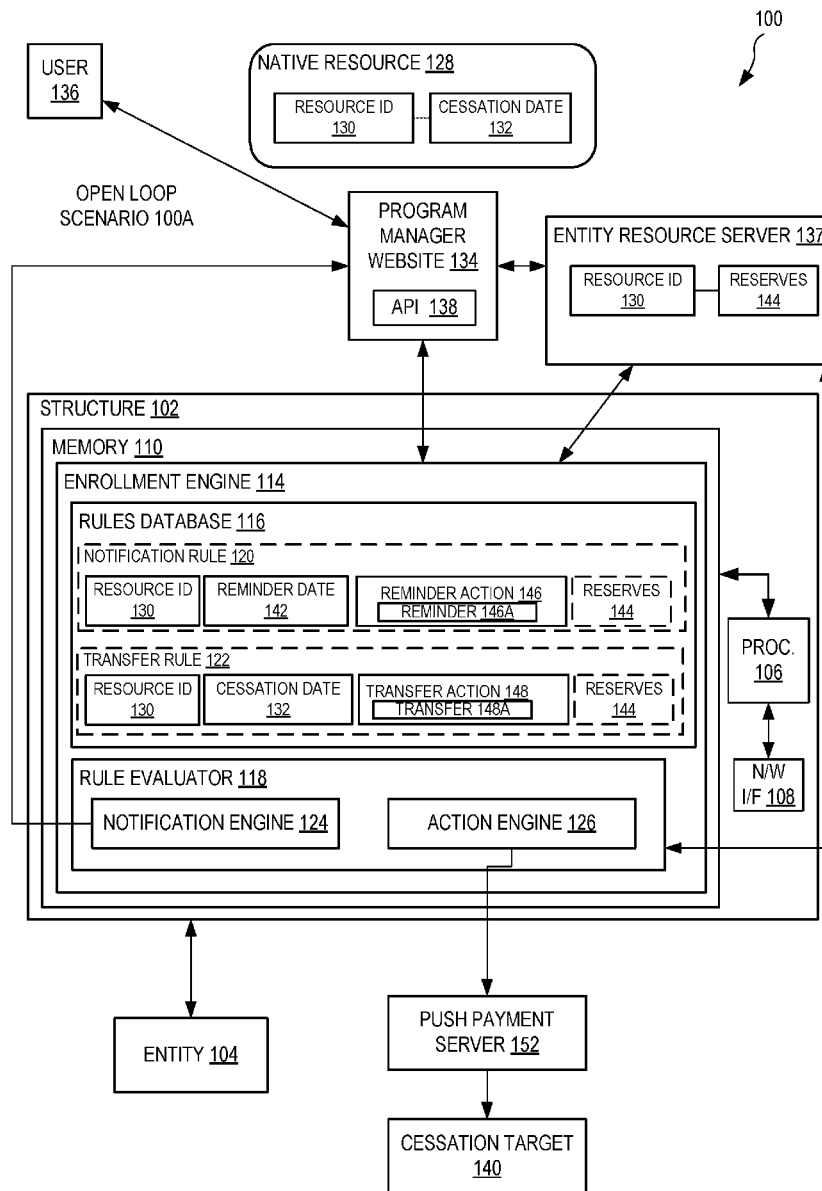 100
USER
136
NATIVE RESOURCE 128
RESOURCE ID
130
CESSATION DATE
132
OPEN LOOP
SCENARIO 100A
PROGRAM
MANAGER
WEBSITE 134
API 138
ENTITY RESOURCE SERVER 137
RESOURCE ID
130
RESERVES
144
STRUCTURE 102
MEMORY 110
ENROLLMENT ENGINE 114
RULES DATABASE 116
NOTIFICATION RULE 120
RESOURCE ID
130
REMINDER DATE
142
REMINDER ACTION 146
REMINDER 146A
RESERVES
144
TRANSFER RULE 122
RESOURCE ID
130
CESSATION DATE
132
TRANSFER ACTION 148
TRANSFER 148A
RESERVES
144
PROC.
106
N/W
I/F 108
RULE EVALUATOR 118
NOTIFICATION ENGINE 124
ACTION ENGINE 126
ENTITY 104
PUSH PAYMENT
SERVER 152
CESSATION TARGET
140